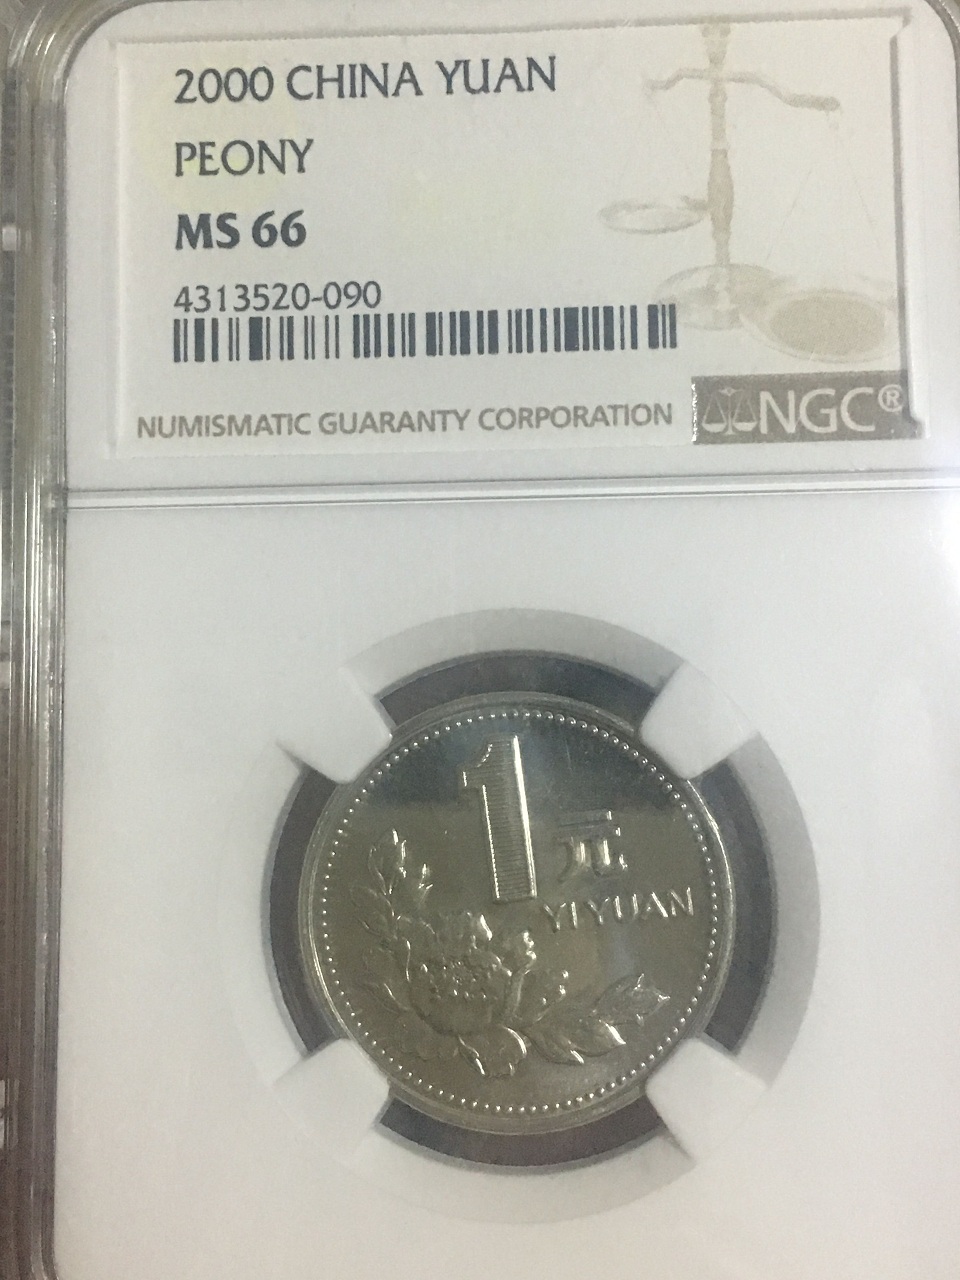 2000 CHINA YUAN
PEONY
MS 66
4313520-090
NUMISMATIC GUARANTY CORPORATION
NGC®
1 元
YI YUAN